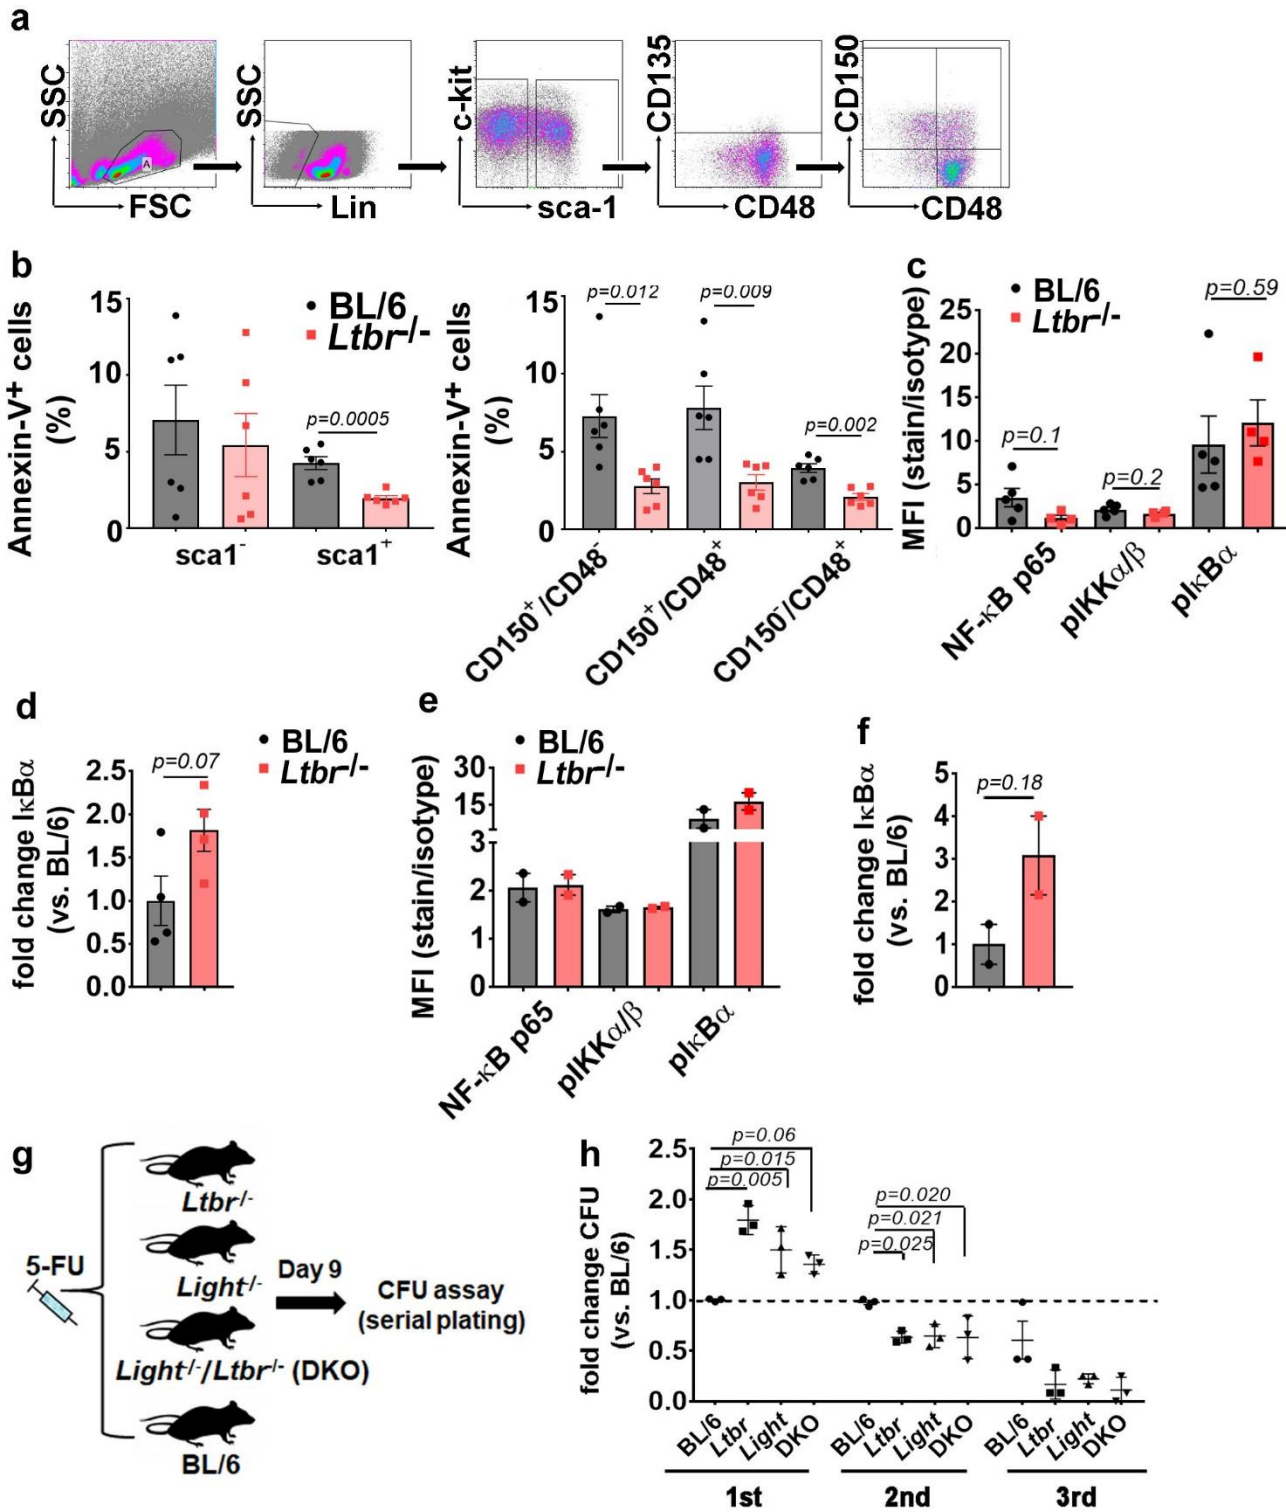 a
SSC
FSC
A
SSC
Lin
c-kit
sca-1
CD135
CD48
CD150
CD48
b
Annexin-V+ cells
(%)
15
10
5
0
BL/6
Ltbr-/-
p=0.0005
sca1-
sca1+
Annexin-V+ cells
(%)
15
10
5
0
p=0.012
p=0.009
p=0.002
CD150+/CD48-
CD150+/CD48+
CD150-/CD48+
c
MFI (stain/isotype)
25
20
15
10
5
0
BL/6
Ltbr-/-
p=0.1
p=0.2
p=0.59
NF-κB p65
pIKKα/β
pIκBα
d
fold change IκBα
(vs. BL/6)
2.5
2.0
1.5
1.0
0.5
0.0
p=0.07
BL/6
Ltbr-/-
e
MFI (stain/isotype)
30
15
3
2
1
0
BL/6
Ltbr-/-
NF-κB p65
pIKKα/β
pIκBα
f
fold change IκBα
(vs. BL/6)
5
4
3
2
1
0
p=0.18
g
5-FU
Ltbr-/-
Light-/-
Light-/-/Ltbr-/- (DKO)
BL/6
Day 9
CFU assay
(serial plating)
h
fold change CFU
(vs. BL/6)
2.5
2.0
1.5
1.0
0.5
0.0
p=0.06
p=0.015
p=0.005
p=0.020
p=0.021
p=0.025
BL/6
Ltbr
Light
DKO
BL/6
Ltbr
Light
DKO
BL/6
Ltbr
Light
DKO
1st
2nd
3rd